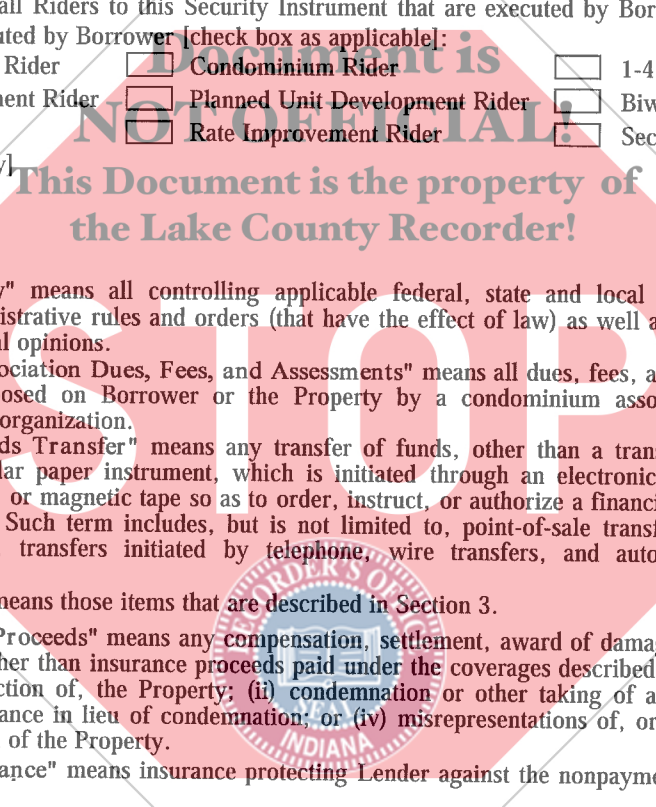 all Riders to this Security Instrument that are executed by Bor
uted by Borrower [check box as applicable]:
Rider Condominium Rider 1-4
ent Rider Planned Unit Development Rider Biw
Rate Improvement Rider Sec
y]
Document is
NOT OFFICIAL!
This Document is the property of
the Lake County Recorder!
STOP
y" means all controlling applicable federal, state and local
istrative rules and orders (that have the effect of law) as well a
l opinions.
ociation Dues, Fees, and Assessments" means all dues, fees, a
osed on Borrower or the Property by a condominium asso
organization.
ds Transfer" means any transfer of funds, other than a trans
lar paper instrument, which is initiated through an electronic
or magnetic tape so as to order, instruct, or authorize a financi
Such term includes, but is not limited to, point-of-sale transf
transfers initiated by telephone, wire transfers, and auto
means those items that are described in Section 3.
Proceeds" means any compensation, settlement, award of damag
her than insurance proceeds paid under the coverages described
ction of, the Property; (ii) condemnation or other taking of a
ance in lieu of condemnation; or (iv) misrepresentations of, or
of the Property.
ance" means insurance protecting Lender against the nonpayme
RECORDER'S OFFICE
SEAL
INDIANA